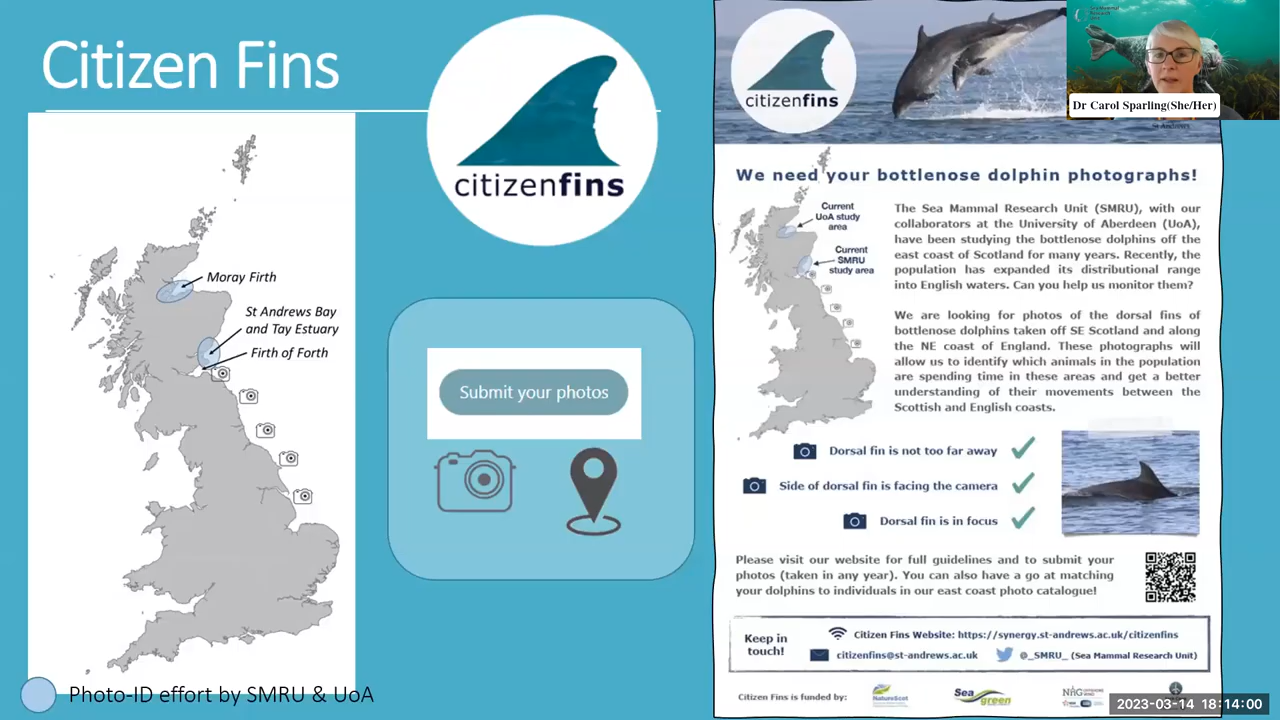 Citizen Fins
citizenfins
Moray Firth
St Andrews Bay
and Tay Estuary
Firth of Forth
Photo-ID effort by SMRU & UoA
Submit your photos
citizenfins
Sea Mammal
Research
Unit
Dr Carol Sparling(She/Her)
St Andrews
We need your bottlenose dolphin photographs!
Current
UoA study
area
Current
SMRU
study area
The Sea Mammal Research Unit (SMRU), with our
collaborators at the University of Aberdeen (UoA),
have been studying the bottlenose dolphins off the
east coast of Scotland for many years. Recently, the
population has expanded its distributional range
into English waters. Can you help us monitor them?
We are looking for photos of the dorsal fins of
bottlenose dolphins taken off SE Scotland and along
the NE coast of England. These photographs will
allow us to identify which animals in the population
are spending time in these areas and get a better
understanding of their movements between the
Scottish and English coasts.
Dorsal fin is not too far away
Side of dorsal fin is facing the camera
Dorsal fin is in focus
Please visit our website for full guidelines and to submit your
photos (taken in any year). You can also have a go at matching
your dolphins to individuals in our east coast photo catalogue!
Keep in
touch!
Citizen Fins Website: https://synergy.st-andrews.ac.uk/citizenfins
citizenfins@st-andrews.ac.uk
@_SMRU_ (Sea Mammal Research Unit)
Citizen Fins is funded by:
NatureScot
Seagreen
NnG OFFSHORE
WIND
2023-03-14 18:14:00